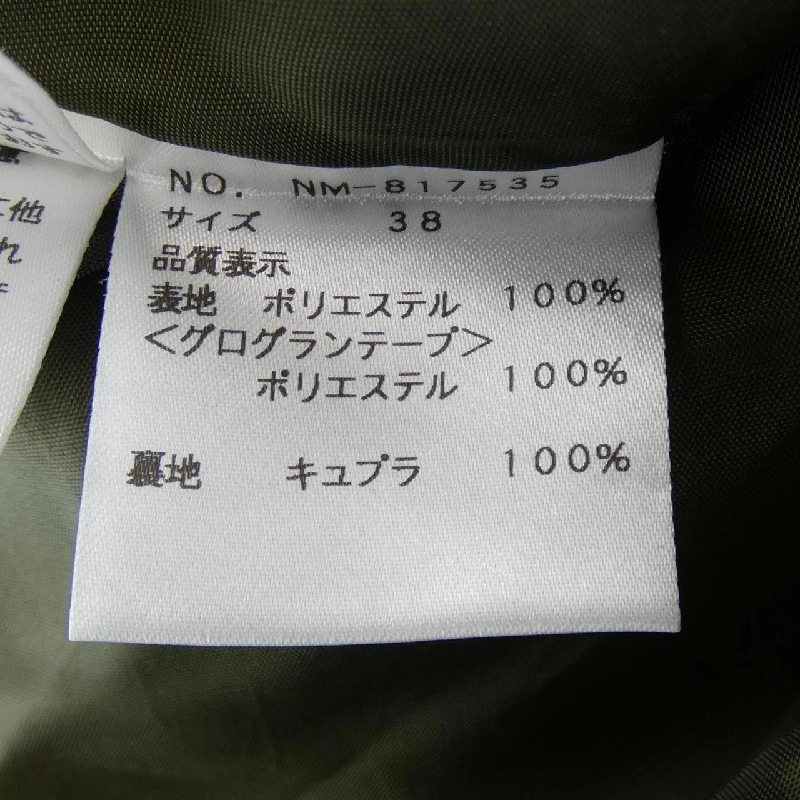 NO. NM-817535
サイズ 38
品質表示
表地 ポリエステル 100%
<グログランテープ>
ポリエステル 100%
裏地 キュプラ 100%
他
れ